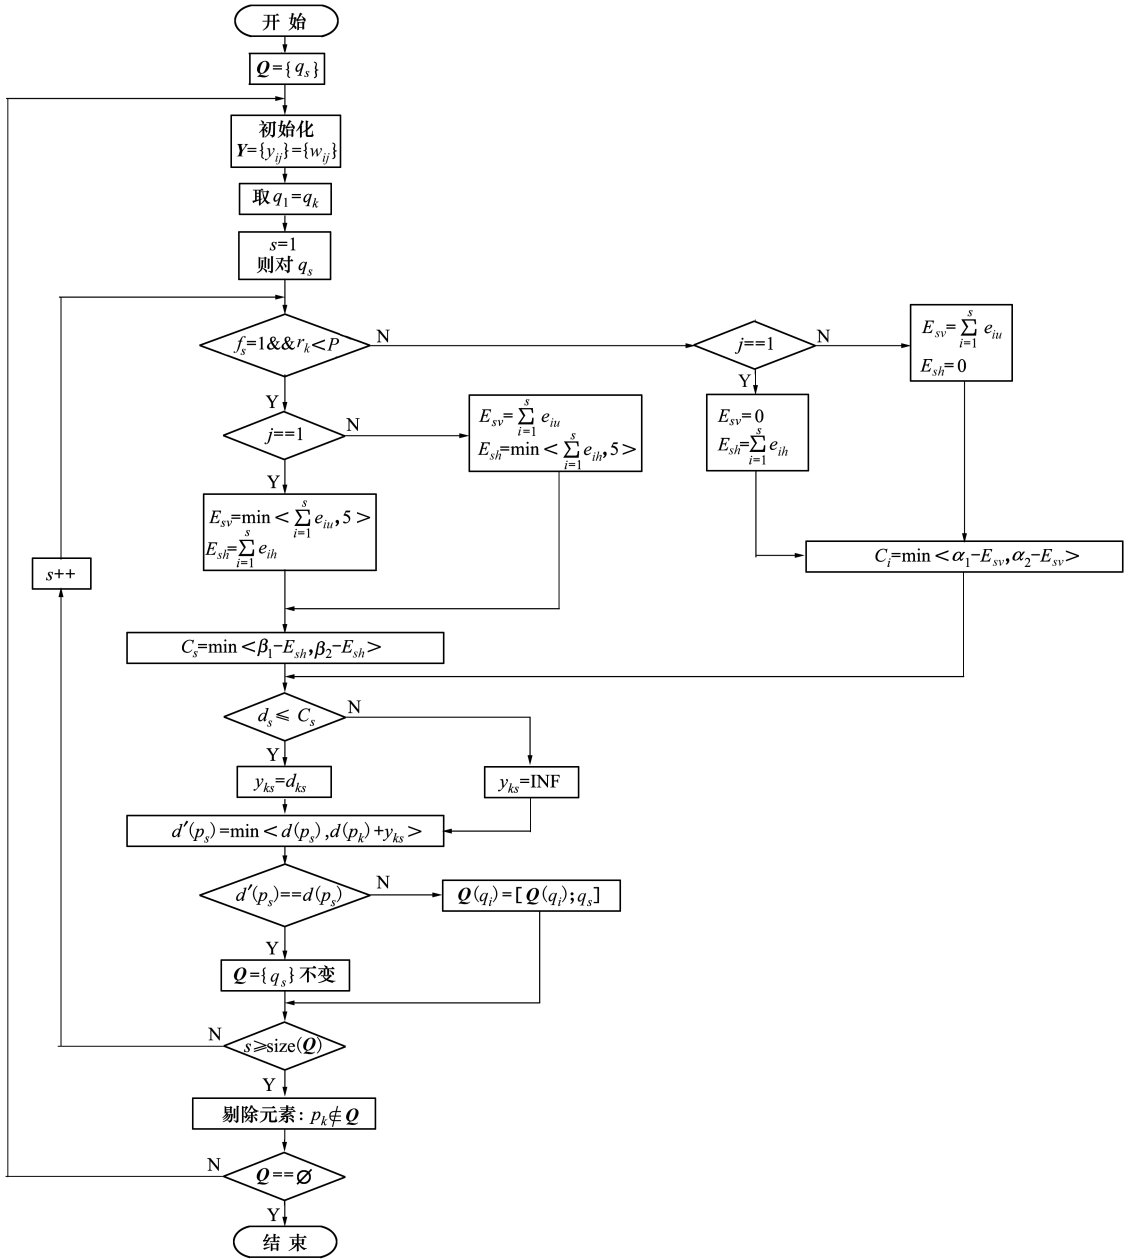 开 始
Q={q_s}
初始化
Y={y_ij}={w_ij}
取 q_1=q_k
s=1
则对 q_s
f_s=1&&r_k<P
N
j==1
N
E_sv=∑_{i=1}^{s} e_iu
E_sh=0
Y
E_sv=0
E_sh=∑_{i=1}^{s} e_ih
Y
j==1
N
E_sv=∑_{i=1}^{s} e_iu
E_sh=min<∑_{i=1}^{s} e_ih,5>
Y
E_sv=min<∑_{i=1}^{s} e_iu,5>
E_sh=∑_{i=1}^{s} e_ih
C_i=min<α_1-E_sv,α_2-E_sv>
s++
C_s=min<β_1-E_sh,β_2-E_sh>
d_s≤ C_s
N
Y
y_ks=d_ks
y_ks=INF
d′(p_s)=min<d(p_s),d(p_k)+y_ks>
d′(p_s)==d(p_s)
N
Q(q_i)=[Q(q_i);q_s]
Y
Q={q_s} 不变
N
s≥size(Q)
Y
剔除元素: p_k∉Q
N
Q==∅
Y
结 束